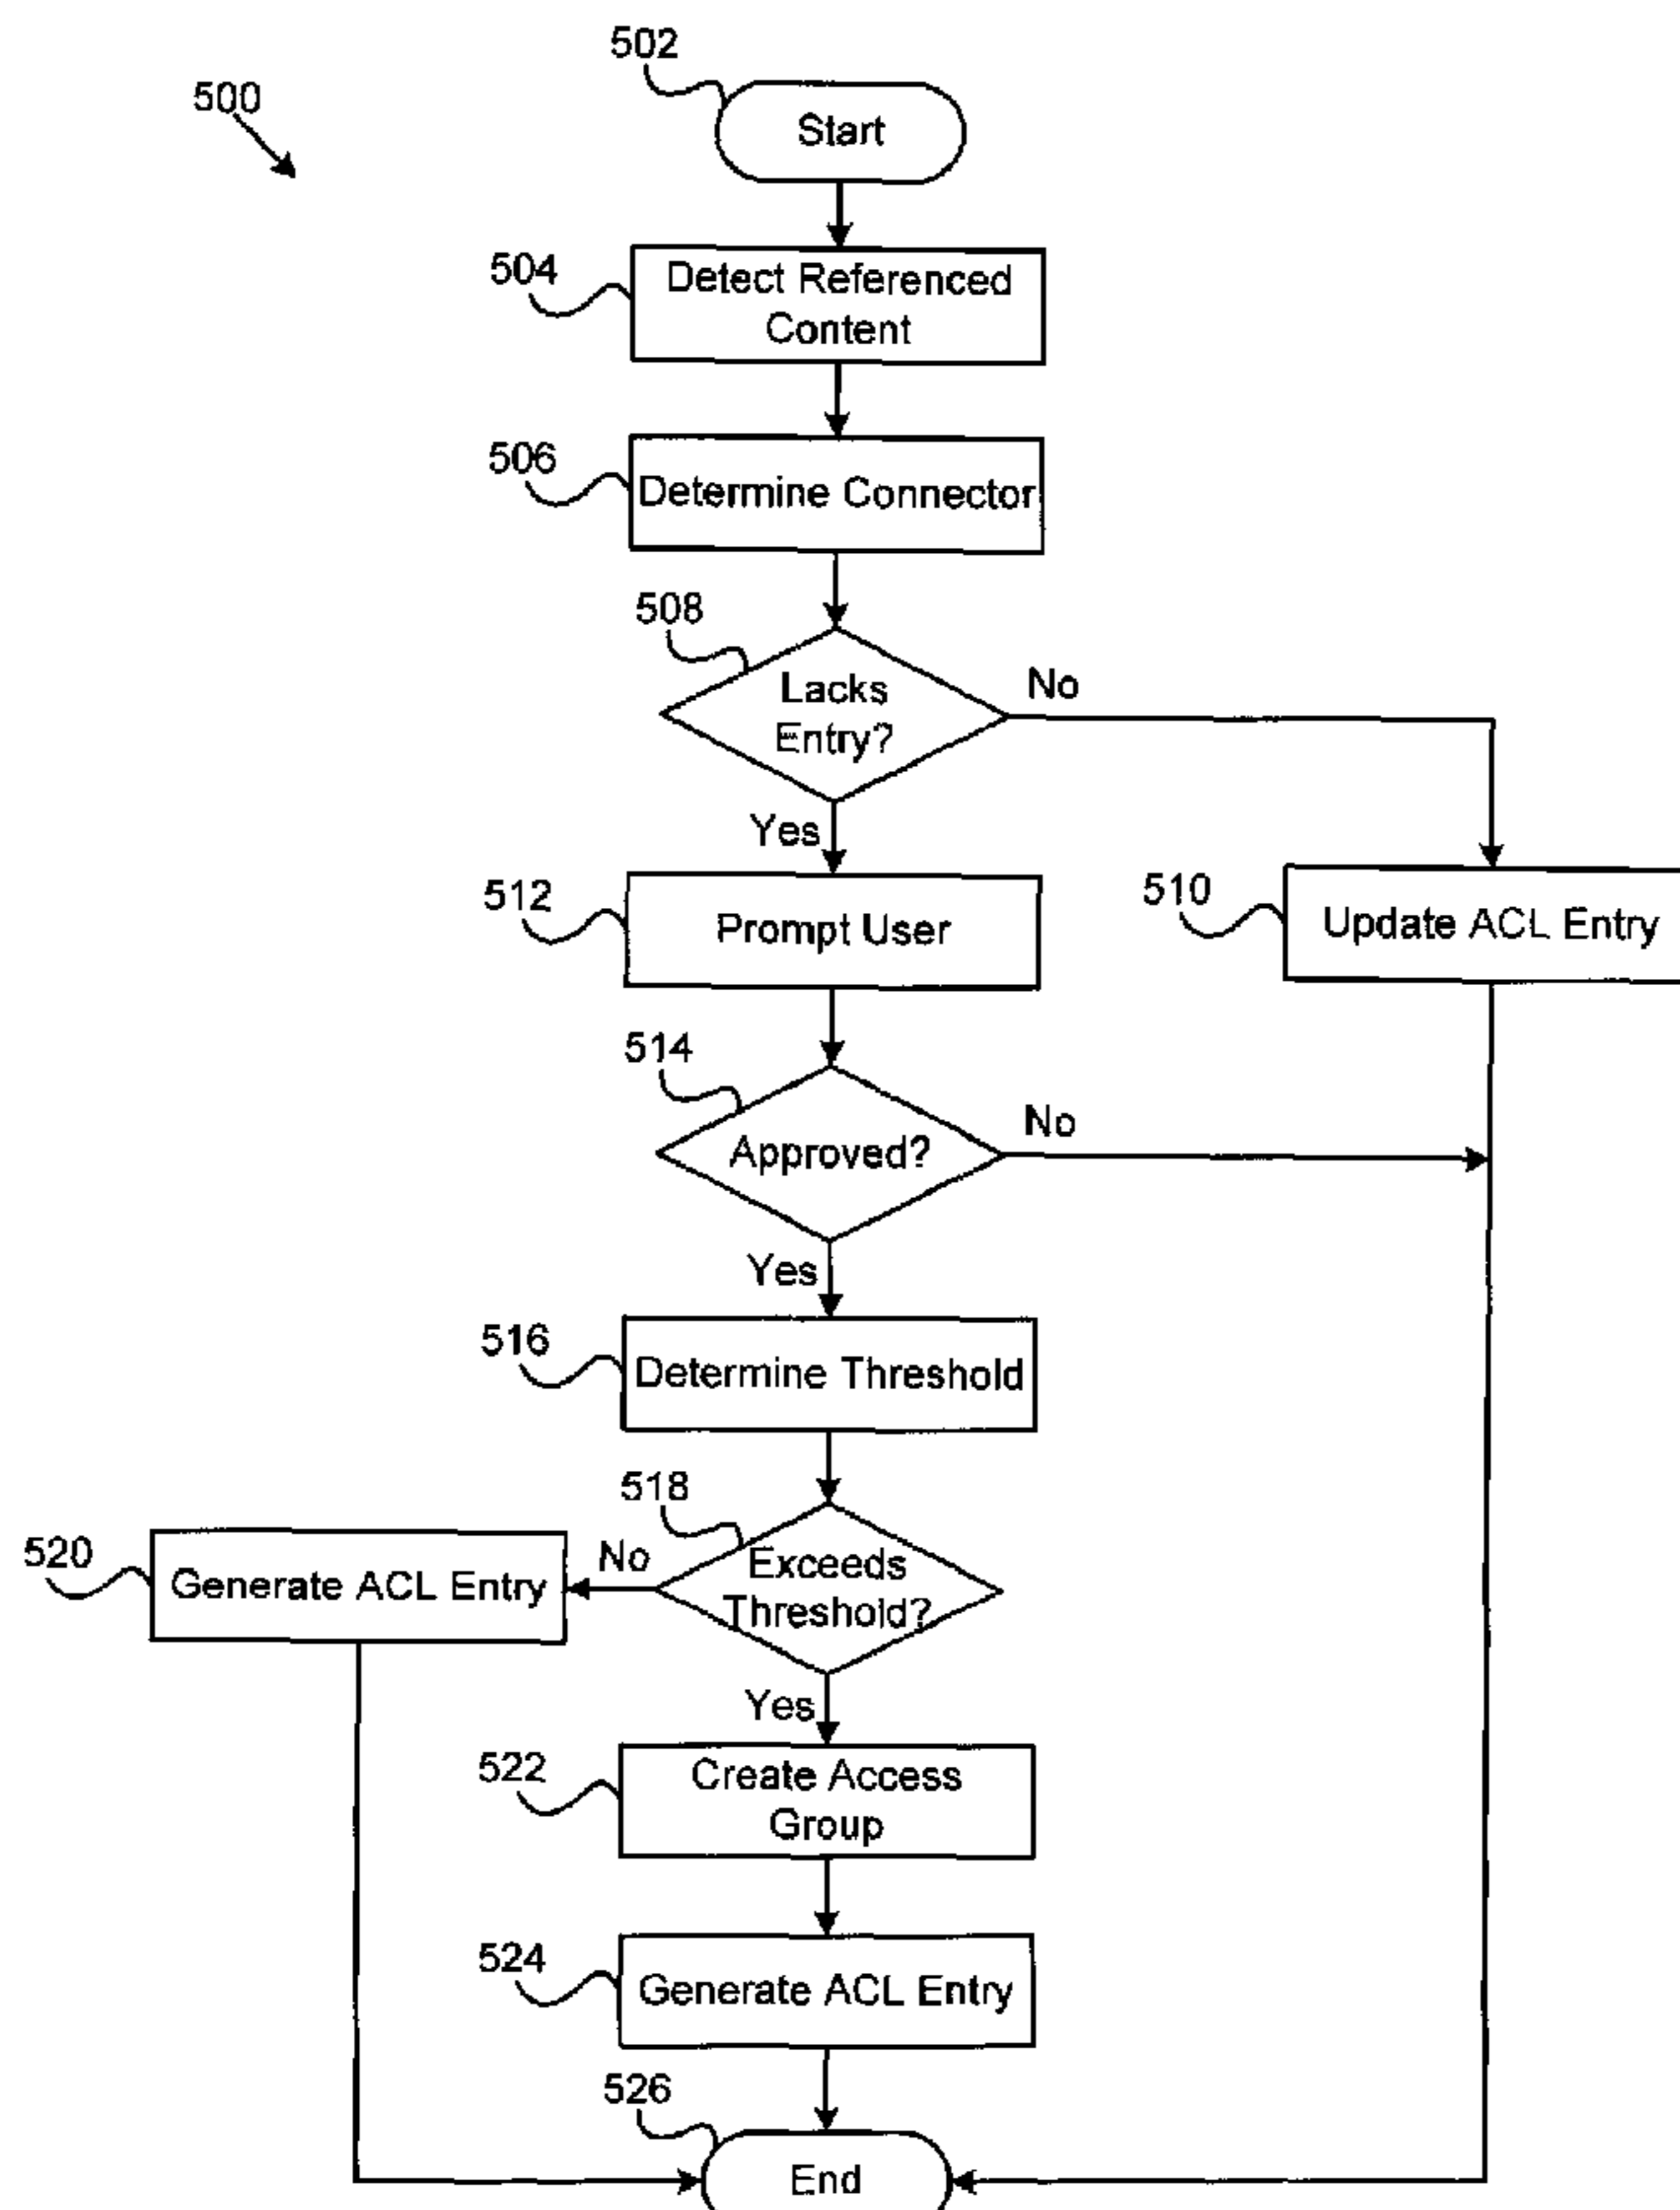 502
500
Start
504
Detect Referenced
Content
506
Determine Connector
508
Lacks
Entry?
No
Yes
512
Prompt User
510
Update ACL Entry
514
Approved?
No
Yes
516
Determine Threshold
518
Exceeds
Threshold?
No
520
Generate ACL Entry
Yes
522
Create Access
Group
524
Generate ACL Entry
526
End